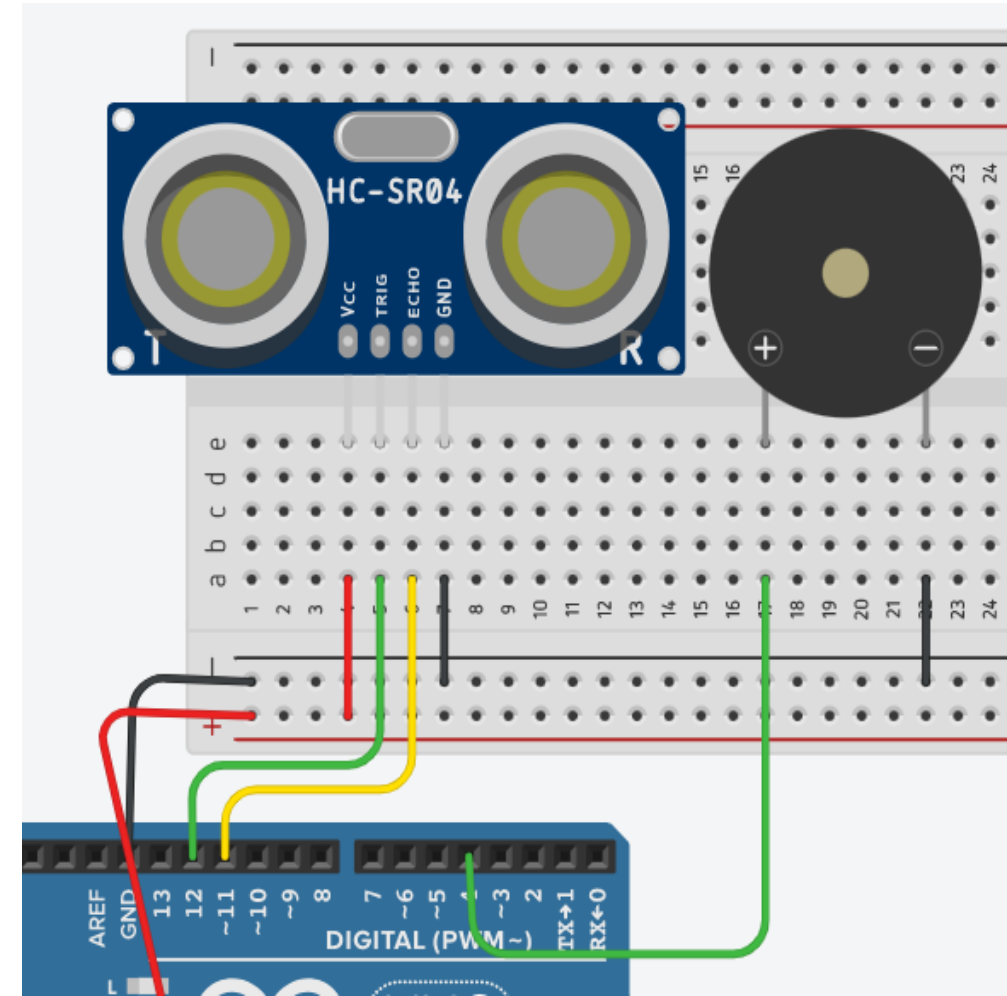 −
15 16 23 24
HC-SR04
VCC TRIG ECHO GND
T R
+ −
e
d
c
b
a
1 2 3 4 5 6 7 8 9 10 11 12 13 14 15 16 17 18 19 20 21 22 23 24
−
+
AREF GND 13 12 ~11 ~10 ~9 8 7 ~6 ~5 4 ~3 2 TX→1 RX←0
DIGITAL (PWM ~)
L